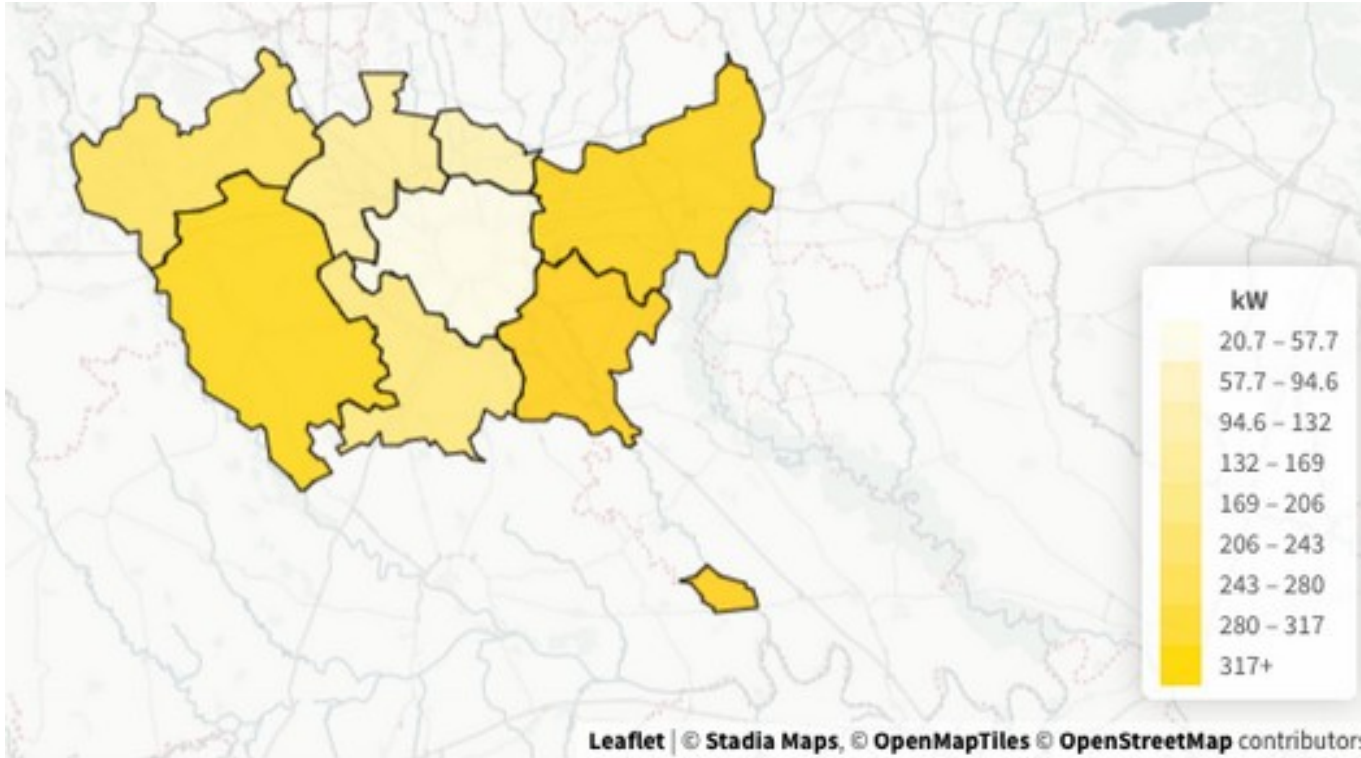 kW
20.7 – 57.7
57.7 – 94.6
94.6 – 132
132 – 169
169 – 206
206 – 243
243 – 280
280 – 317
317+
Leaflet | © Stadia Maps, © OpenMapTiles © OpenStreetMap contributors